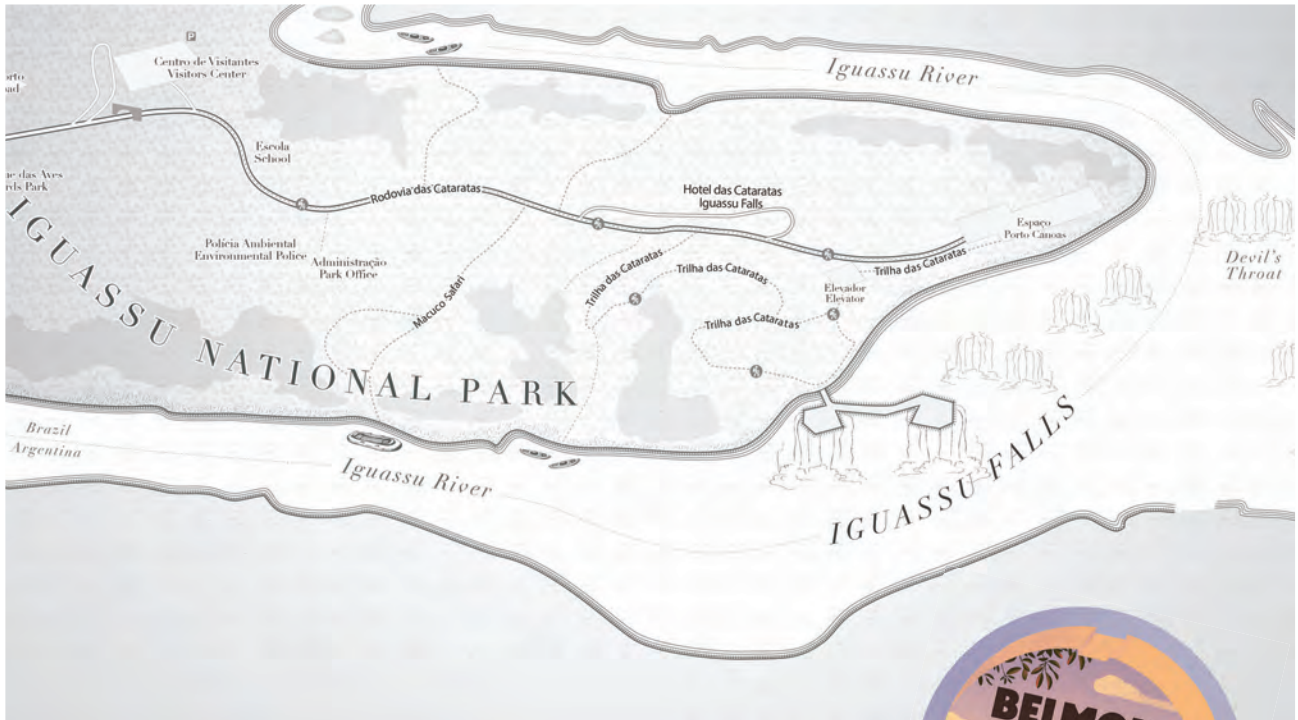 P
Centro de Visitantes
Visitors Center
Iguassu River
Escola
School
Rodovia das Cataratas
Hotel das Cataratas
Iguassu Falls
Espaço
Porto Canoas
Polícia Ambiental
Environmental Police
Administração
Park Office
Trilha das Cataratas
Trilha das Cataratas
Trilha das Cataratas
Trilha das Cataratas
Elevador
Elevator
Devil's
Throat
Macuco Safari
IGUASSU NATIONAL PARK
Brazil
Argentina
Iguassu River
IGUASSU FALLS